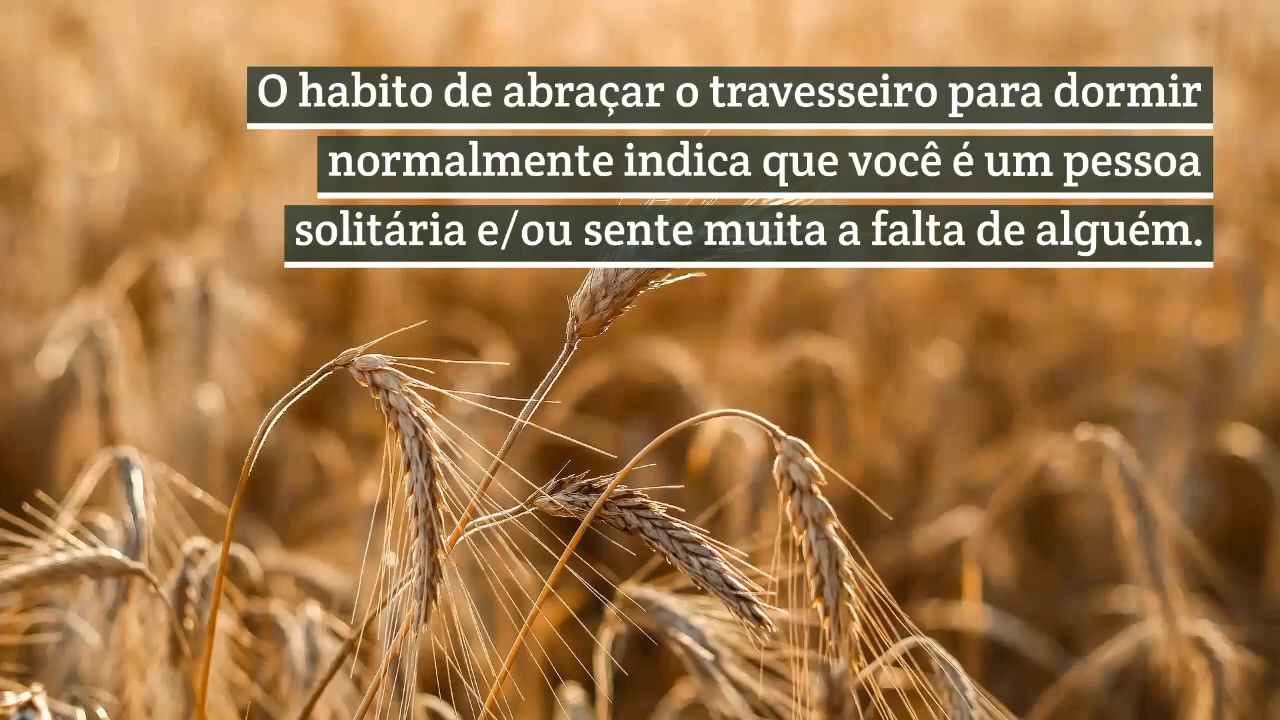 O habito de abraçar o travesseiro para dormir
normalmente indica que você é um pessoa
solitária e/ou sente muita a falta de alguém.